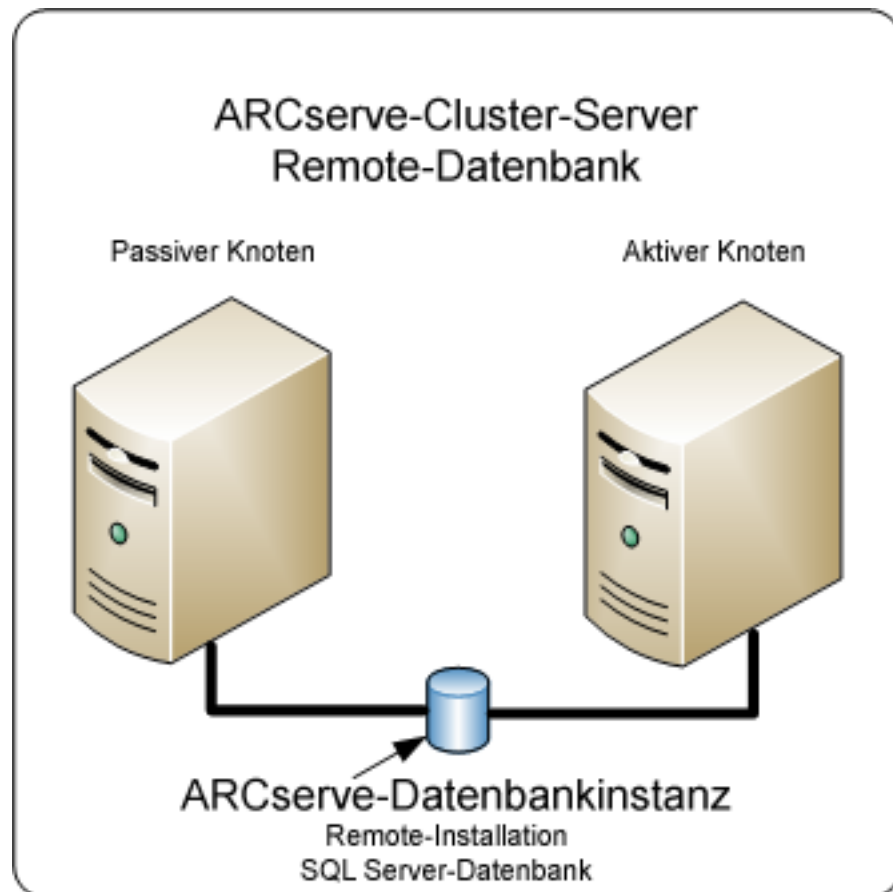 ARCserve-Cluster-Server
Remote-Datenbank
Passiver Knoten
Aktiver Knoten
ARCserve-Datenbankinstanz
Remote-Installation
SQL Server-Datenbank